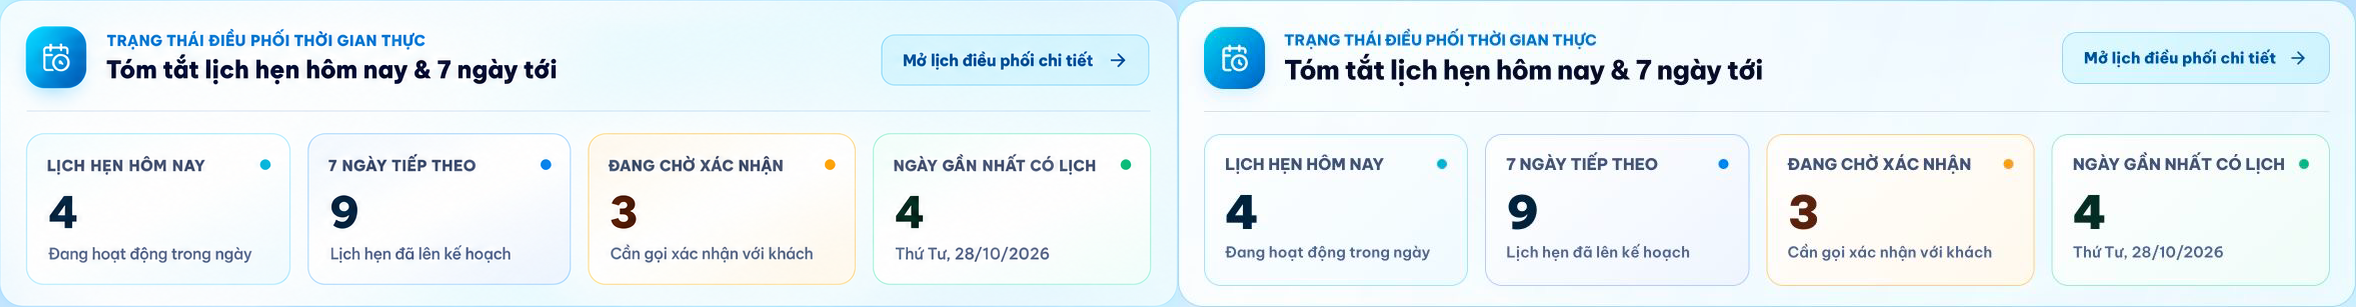 TRẠNG THÁI ĐIỀU PHỐI THỜI GIAN THỰC
Tóm tắt lịch hẹn hôm nay & 7 ngày tới
Mở lịch điều phối chi tiết →
LỊCH HẸN HÔM NAY
4
Đang hoạt động trong ngày
7 NGÀY TIẾP THEO
9
Lịch hẹn đã lên kế hoạch
ĐANG CHỜ XÁC NHẬN
3
Cần gọi xác nhận với khách
NGÀY GẦN NHẤT CÓ LỊCH
4
Thứ Tư, 28/10/2026
TRẠNG THÁI ĐIỀU PHỐI THỜI GIAN THỰC
Tóm tắt lịch hẹn hôm nay & 7 ngày tới
Mở lịch điều phối chi tiết →
LỊCH HẸN HÔM NAY
4
Đang hoạt động trong ngày
7 NGÀY TIẾP THEO
9
Lịch hẹn đã lên kế hoạch
ĐANG CHỜ XÁC NHẬN
3
Cần gọi xác nhận với khách
NGÀY GẦN NHẤT CÓ LỊCH
4
Thứ Tư, 28/10/2026